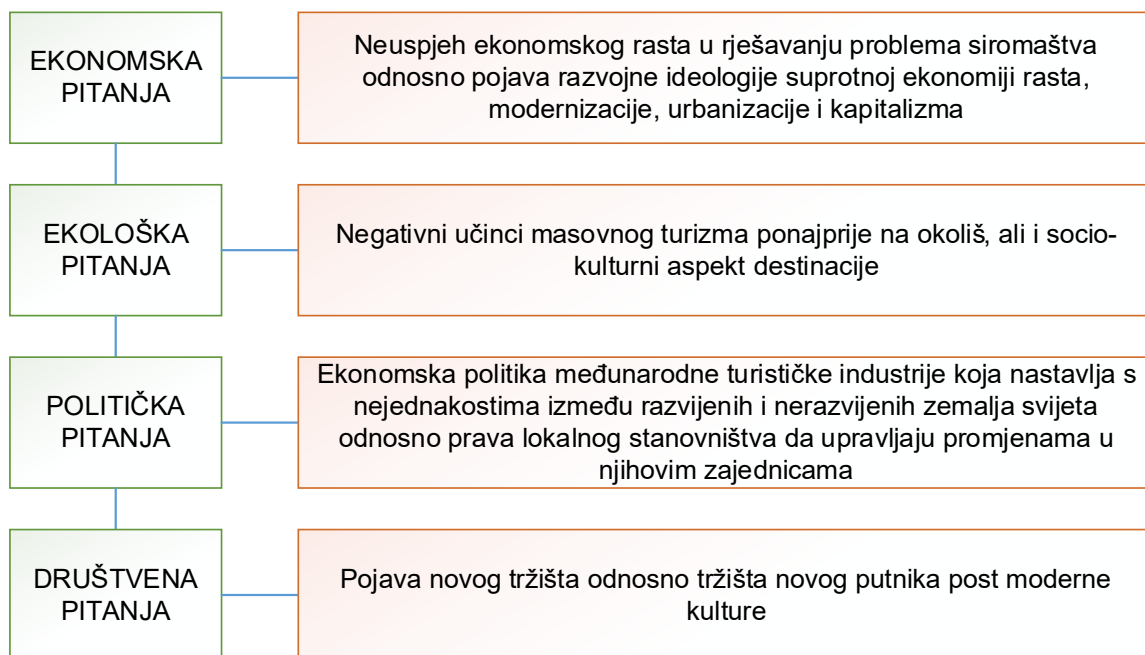 EKONOMSKA
PITANJA
Neuspjeh ekonomskog rasta u rješavanju problema siromaštva
odnosno pojava razvojne ideologije suprotnoj ekonomiji rasta,
modernizacije, urbanizacije i kapitalizma
EKOLOŠKA
PITANJA
Negativni učinci masovnog turizma ponajprije na okoliš, ali i socio-
kulturni aspekt destinacije
POLITIČKA
PITANJA
Ekonomska politika međunarodne turističke industrije koja nastavlja s
nejednakostima između razvijenih i nerazvijenih zemalja svijeta
odnosno prava lokalnog stanovništva da upravljaju promjenama u
njihovim zajednicama
DRUŠTVENA
PITANJA
Pojava novog tržišta odnosno tržišta novog putnika post moderne
kulture